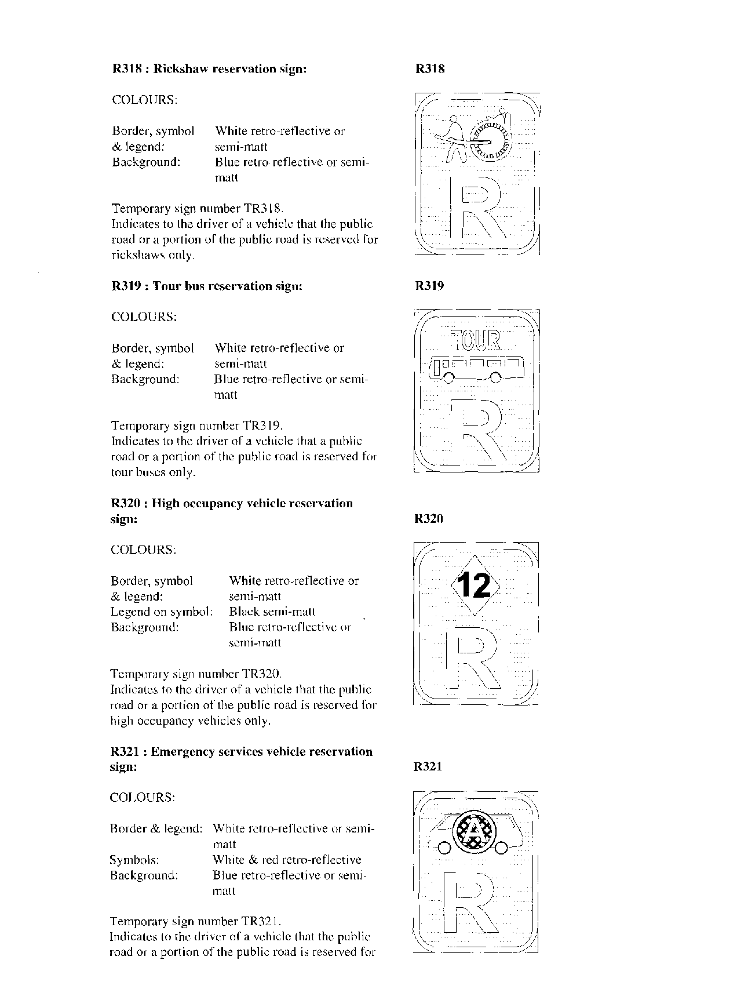 R318 : Rickshaw reservation sign: R318
COLOURS:
Border, symbol White retro-reflective or
& legend: semi-matt
Background: Blue retro-reflective or semi-
matt
Temporary sign number TR318.
Indicates to the driver of a vehicle that the public
road or a portion of the public road is reserved for
rickshaws only.
R
R319 : Tour bus reservation sign: R319
COLOURS:
Border, symbol White retro-reflective or
& legend: semi-matt
Background: Blue retro-reflective or semi-
matt
Temporary sign number TR319.
Indicates to the driver of a vehicle that a public
road or a portion of the public road is reserved for
tour buses only.
TOUR
R
R320 : High occupancy vehicle reservation
sign: R320
COLOURS:
Border, symbol White retro-reflective or
& legend: semi-matt
Legend on symbol: Black semi-matt
Background: Blue retro-reflective or
semi-matt
Temporary sign number TR320.
Indicates to the driver of a vehicle that the public
road or a portion of the public road is reserved for
high occupancy vehicles only.
12
R
R321 : Emergency services vehicle reservation
sign: R321
COLOURS:
Border & legend: White retro-reflective or semi-
matt
Symbols: White & red retro-reflective
Background: Blue retro-reflective or semi-
matt
Temporary sign number TR321.
Indicates to the driver of a vehicle that the public
road or a portion of the public road is reserved for
A
R